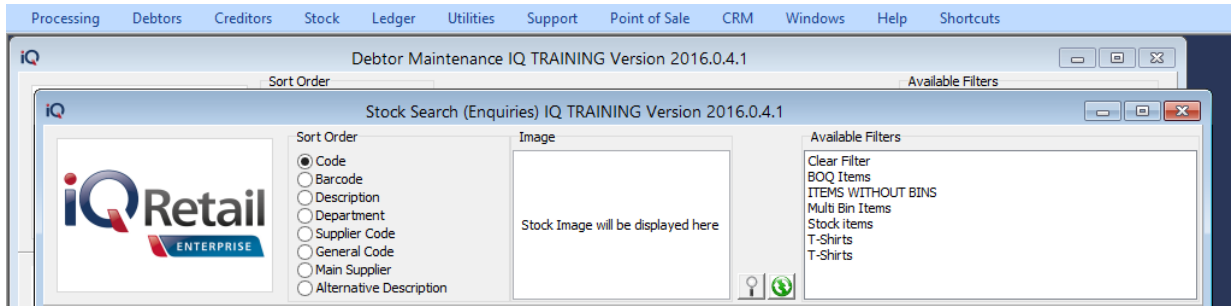 Processing Debtors Creditors Stock Ledger Utilities Support Point of Sale CRM Windows Help Shortcuts
iQ Debtor Maintenance IQ TRAINING Version 2016.0.4.1
Sort Order Available Filters
iQ Stock Search (Enquiries) IQ TRAINING Version 2016.0.4.1
iQ Retail
ENTERPRISE
Sort Order
Code
Barcode
Description
Department
Supplier Code
General Code
Main Supplier
Alternative Description
Image
Stock Image will be displayed here
Available Filters
Clear Filter
BOQ Items
ITEMS WITHOUT BINS
Multi Bin Items
Stock items
T-Shirts
T-Shirts